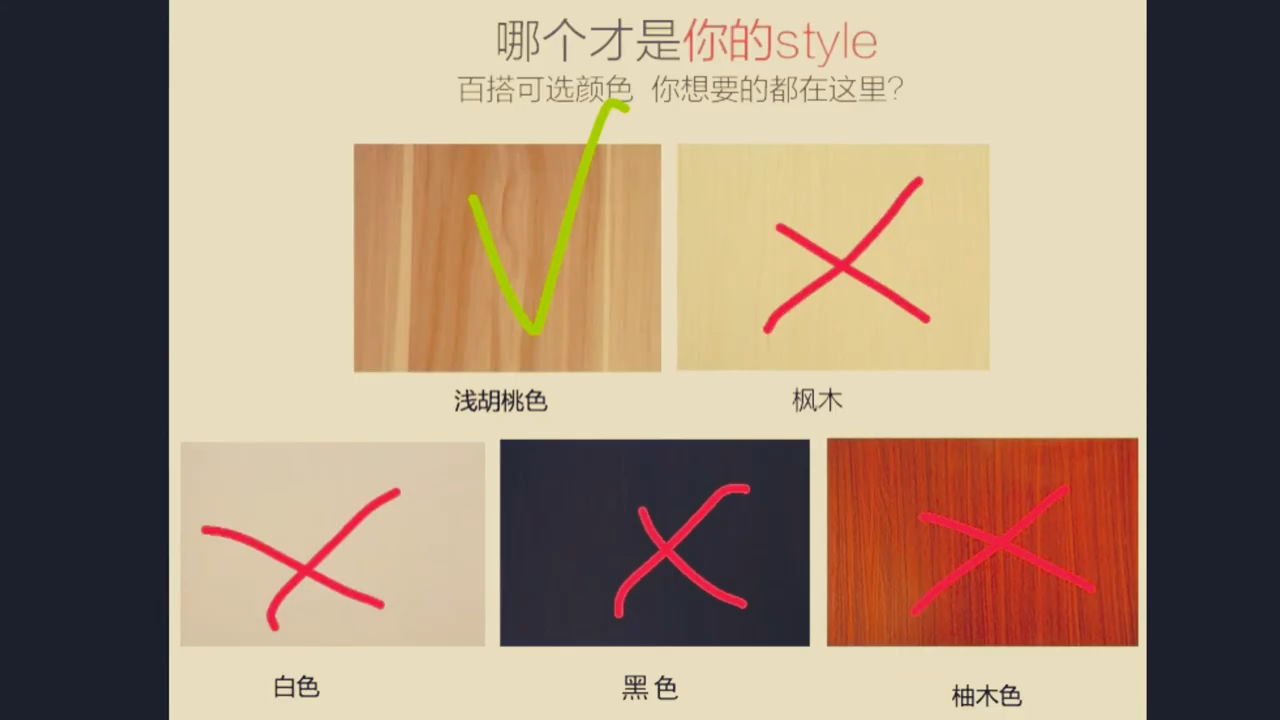 哪个才是你的style
百搭可选颜色 你想要的都在这里?
浅胡桃色
枫木
白色
黑色
柚木色